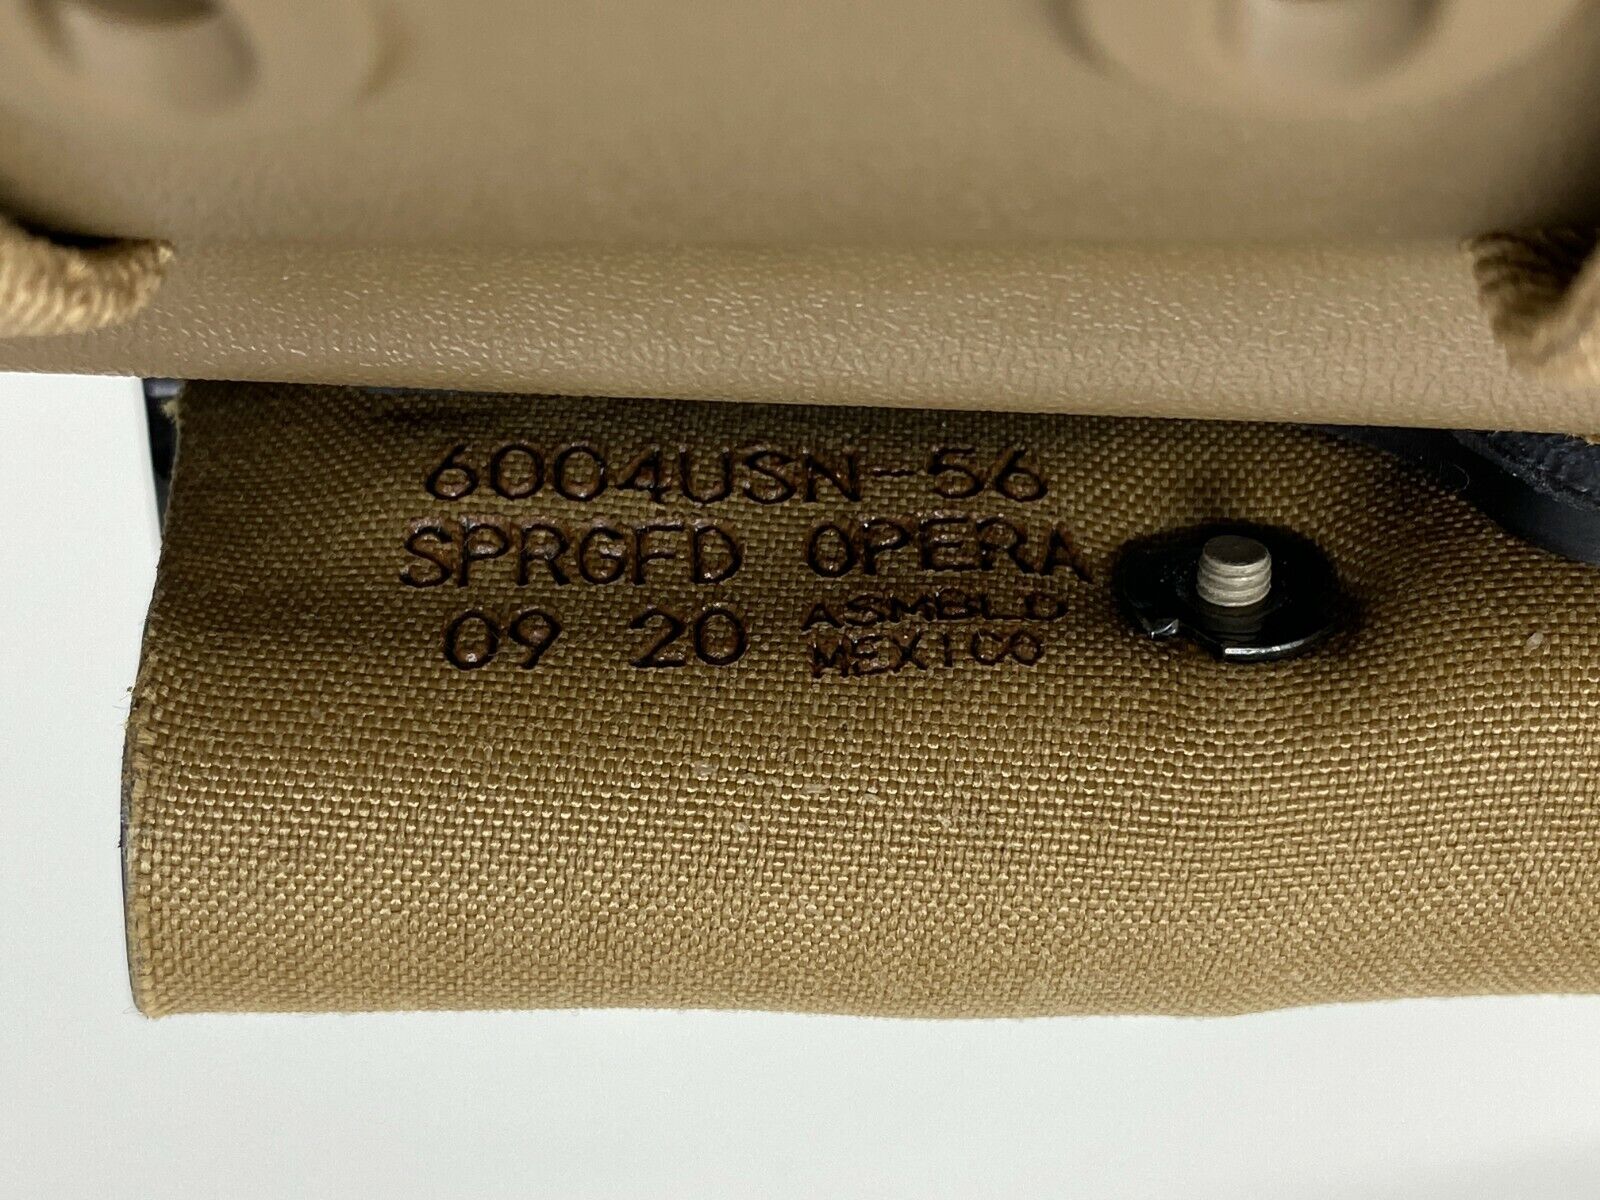 6004USN-56
SPRGFD OPERA
09 20 ASMBLD
MEXICO